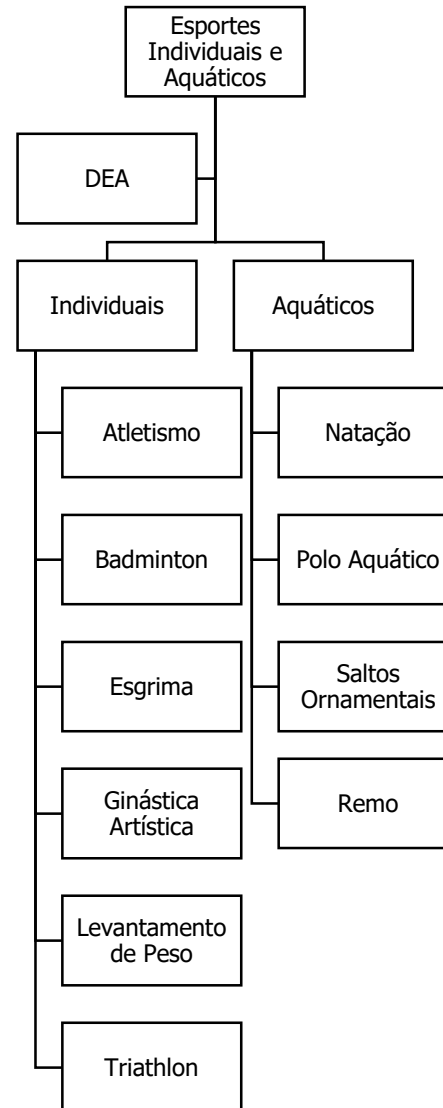 Esportes
Individuais e
Aquáticos
DEA
Individuais
Aquáticos
Atletismo
Natação
Badminton
Polo Aquático
Esgrima
Saltos
Ornamentais
Ginástica
Artística
Remo
Levantamento
de Peso
Triathlon